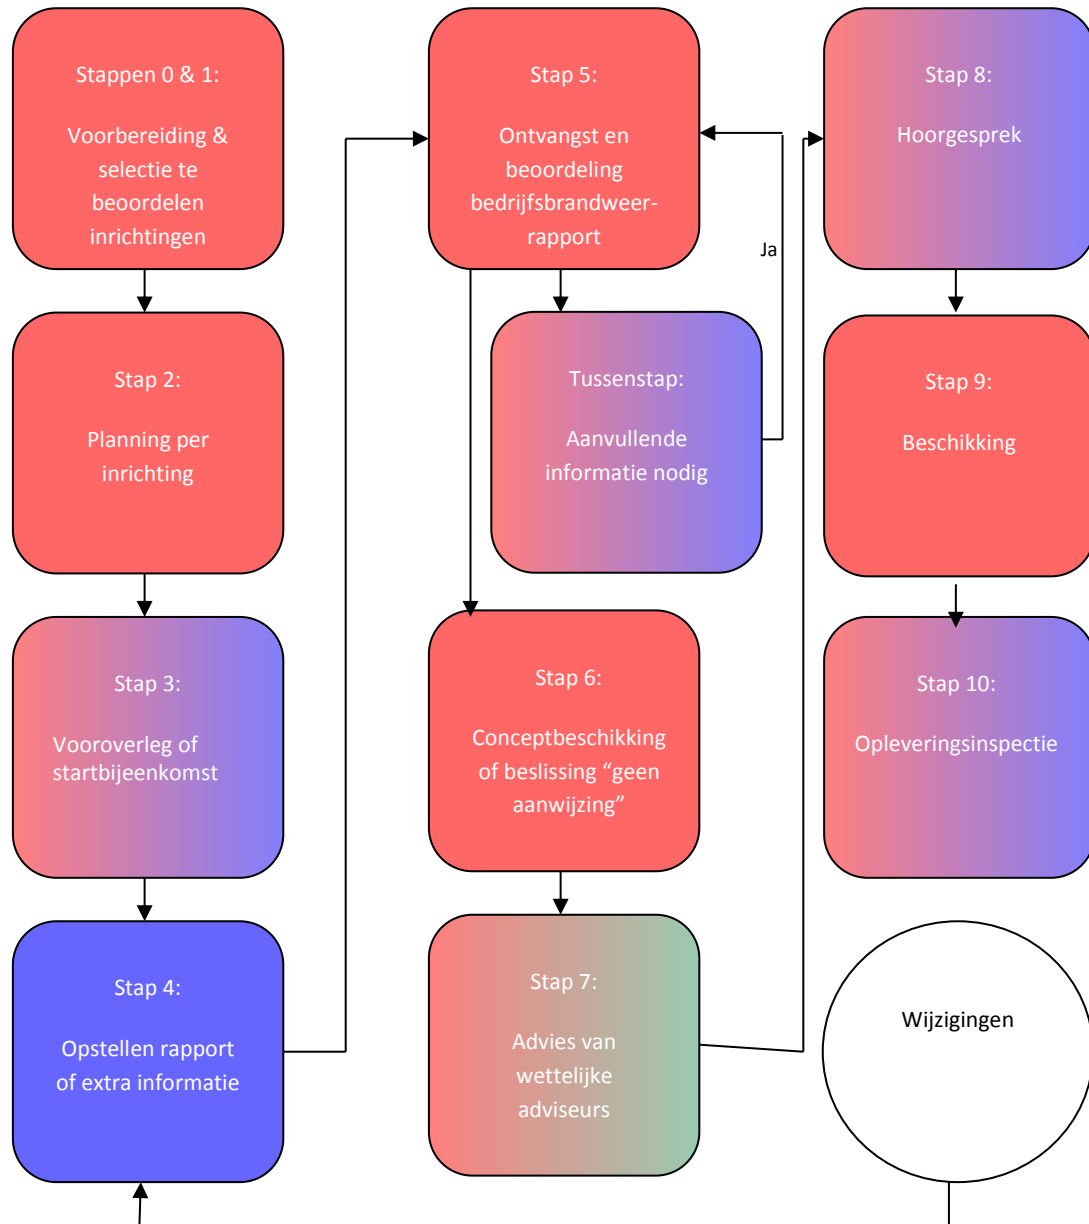 Stappen 0 & 1:
Voorbereiding &
selectie te
beoordelen
inrichtingen
Stap 2:
Planning per
inrichting
Stap 3:
Vooroverleg of
startbijeenkomst
Stap 4:
Opstellen rapport
of extra informatie
Stap 5:
Ontvangst en
beoordeling
bedrijfsbrandweer-
rapport
Ja
Tussenstap:
Aanvullende
informatie nodig
Stap 6:
Conceptbeschikking
of beslissing “geen
aanwijzing”
Stap 7:
Advies van
wettelijke
adviseurs
Stap 8:
Hoorgesprek
Stap 9:
Beschikking
Stap 10:
Opleveringsinspectie
Wijzigingen